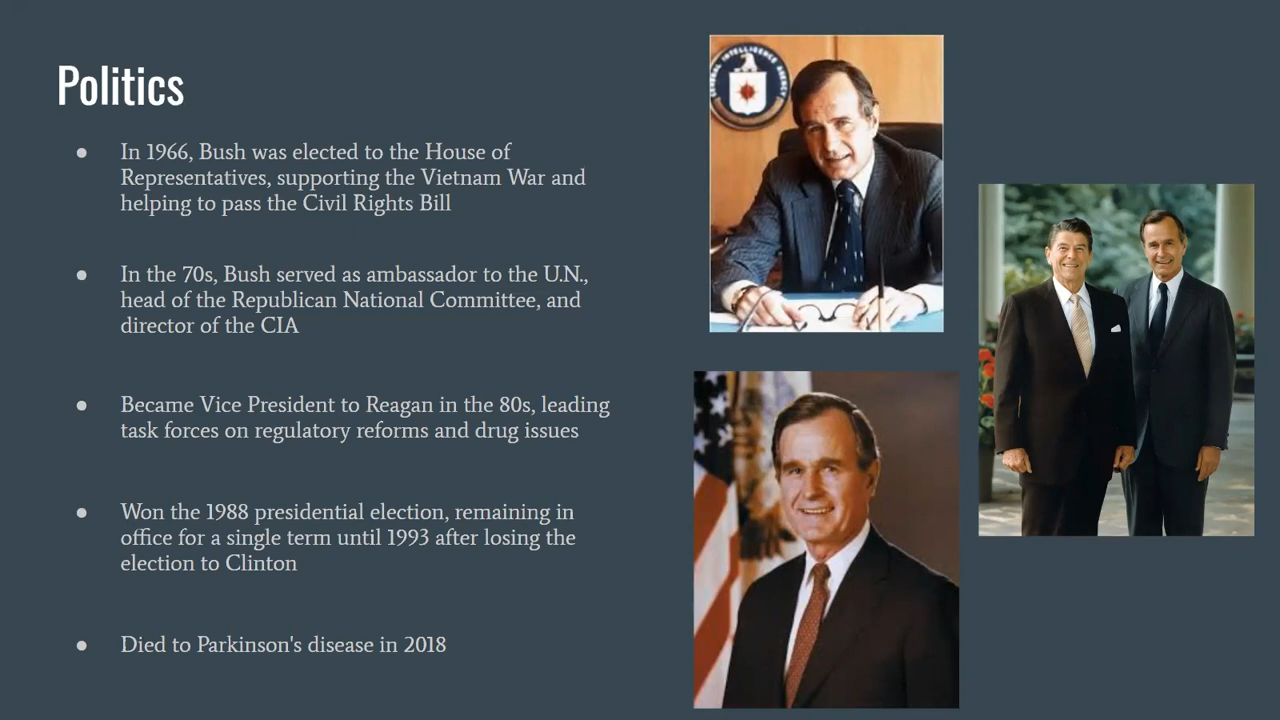 Politics
● In 1966, Bush was elected to the House of
Representatives, supporting the Vietnam War and
helping to pass the Civil Rights Bill
● In the 70s, Bush served as ambassador to the U.N.,
head of the Republican National Committee, and
director of the CIA
● Became Vice President to Reagan in the 80s, leading
task forces on regulatory reforms and drug issues
● Won the 1988 presidential election, remaining in
office for a single term until 1993 after losing the
election to Clinton
● Died to Parkinson's disease in 2018
INTELLIGENCE AGENCY